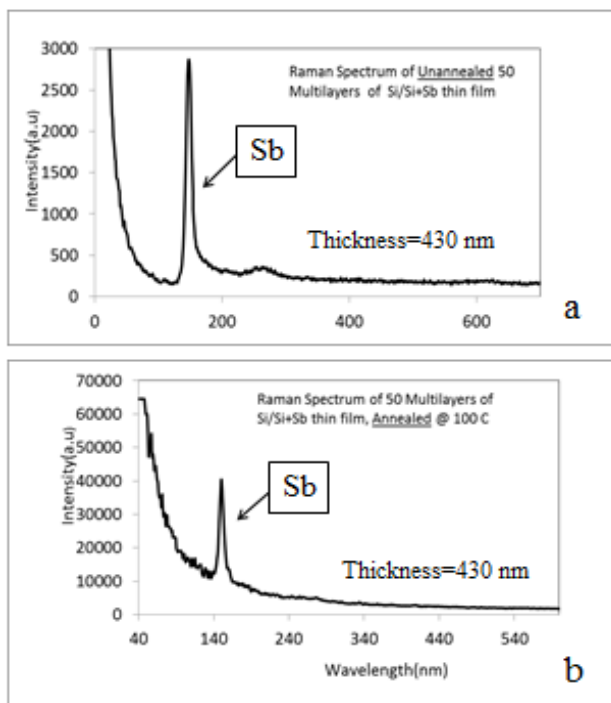 3000
2500
2000
1500
1000
500
0
Intensity(a.u)
Raman Spectrum of Unannealed 50
Multilayers of Si/Si+Sb thin film
Sb
Thickness=430 nm
0 200 400 600
a
70000
60000
50000
40000
30000
20000
10000
0
Intensity(a.u)
Raman Spectrum of 50 Multilayers of
Si/Si+Sb thin film, Annealed @ 100 C
Sb
Thickness=430 nm
40 140 240 340 440 540
Wavelength(nm)
b